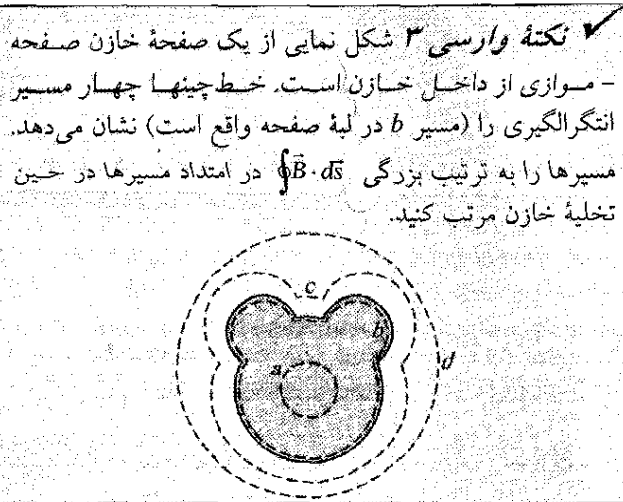 ✔ نکتهٔ وارسی ۳ شکل نمایی از یک صفحهٔ خازن صفحه
- موازی از داخل خازن است. خط‌چینها چهار مسیر
انتگرالگیری را (مسیر b در لبهٔ صفحه واقع است) نشان می‌دهد.
مسیرها را به ترتیب بزرگی ∮B⃗·ds⃗ در امتداد مسیرها در حین
تخلیهٔ خازن مرتب کنید.
c
b
a
d